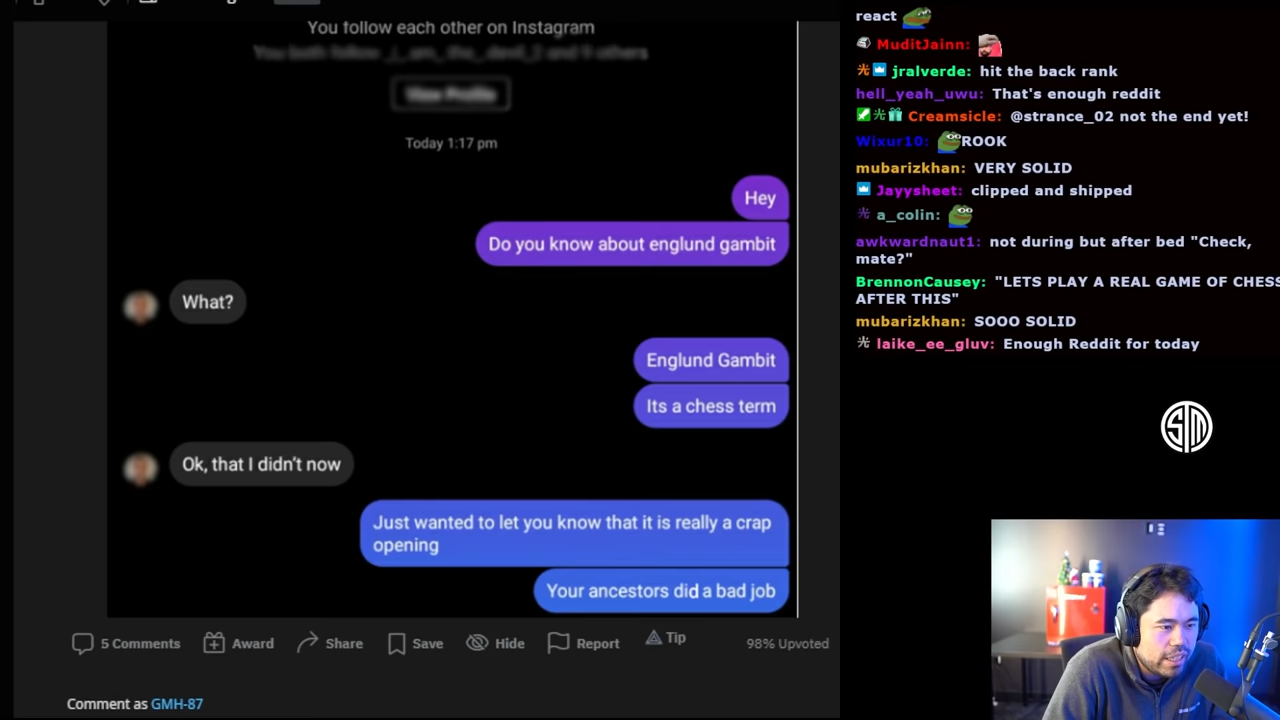 You follow each other on Instagram
Today 1:17 pm
Hey
Do you know about englund gambit
What?
Englund Gambit
Its a chess term
Ok, that I didn't now
Just wanted to let you know that it is really a crap
opening
Your ancestors did a bad job
5 Comments
Award
Share
Save
Hide
Report
Tip
98% Upvoted
Comment as GMH-87
react
MuditJainn:
jralverde: hit the back rank
hell_yeah_uwu: That's enough reddit
Creamsicle: @strance_02 not the end yet!
Wixur10: ROOK
mubarizkhan: VERY SOLID
Jayysheet: clipped and shipped
a_colin:
awkwardnaut1: not during but after bed "Check,
mate?"
BrennonCausey: "LETS PLAY A REAL GAME OF CHESS
AFTER THIS"
mubarizkhan: SOOO SOLID
laike_ee_gluv: Enough Reddit for today
TSM